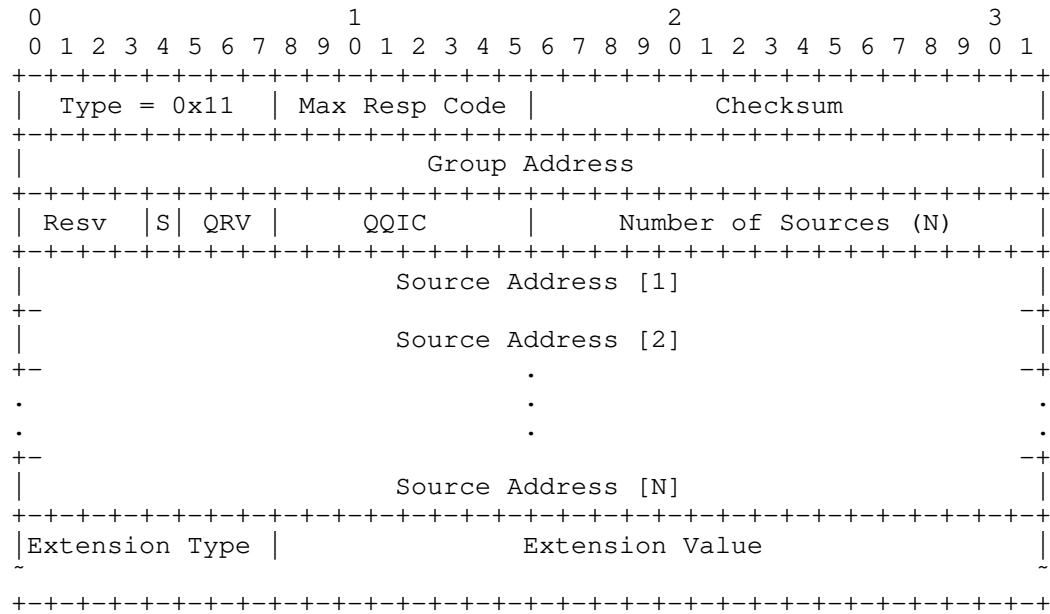 0                   1                   2                   3
 0 1 2 3 4 5 6 7 8 9 0 1 2 3 4 5 6 7 8 9 0 1 2 3 4 5 6 7 8 9 0 1
+-+-+-+-+-+-+-+-+-+-+-+-+-+-+-+-+-+-+-+-+-+-+-+-+-+-+-+-+-+-+-+-+
|  Type = 0x11  | Max Resp Code |           Checksum            |
+-+-+-+-+-+-+-+-+-+-+-+-+-+-+-+-+-+-+-+-+-+-+-+-+-+-+-+-+-+-+-+-+
|                         Group Address                         |
+-+-+-+-+-+-+-+-+-+-+-+-+-+-+-+-+-+-+-+-+-+-+-+-+-+-+-+-+-+-+-+-+
| Resv  |S| QRV |     QQIC      |     Number of Sources (N)     |
+-+-+-+-+-+-+-+-+-+-+-+-+-+-+-+-+-+-+-+-+-+-+-+-+-+-+-+-+-+-+-+-+
|                       Source Address [1]                      |
+-                                                             -+
|                       Source Address [2]                      |
+-                              .                              -+
.                               .                               .
.                               .                               .
+-                                                             -+
|                       Source Address [N]                      |
+-+-+-+-+-+-+-+-+-+-+-+-+-+-+-+-+-+-+-+-+-+-+-+-+-+-+-+-+-+-+-+-+
|Extension Type |               Extension Value                 |
~                                                               ~
+-+-+-+-+-+-+-+-+-+-+-+-+-+-+-+-+-+-+-+-+-+-+-+-+-+-+-+-+-+-+-+-+